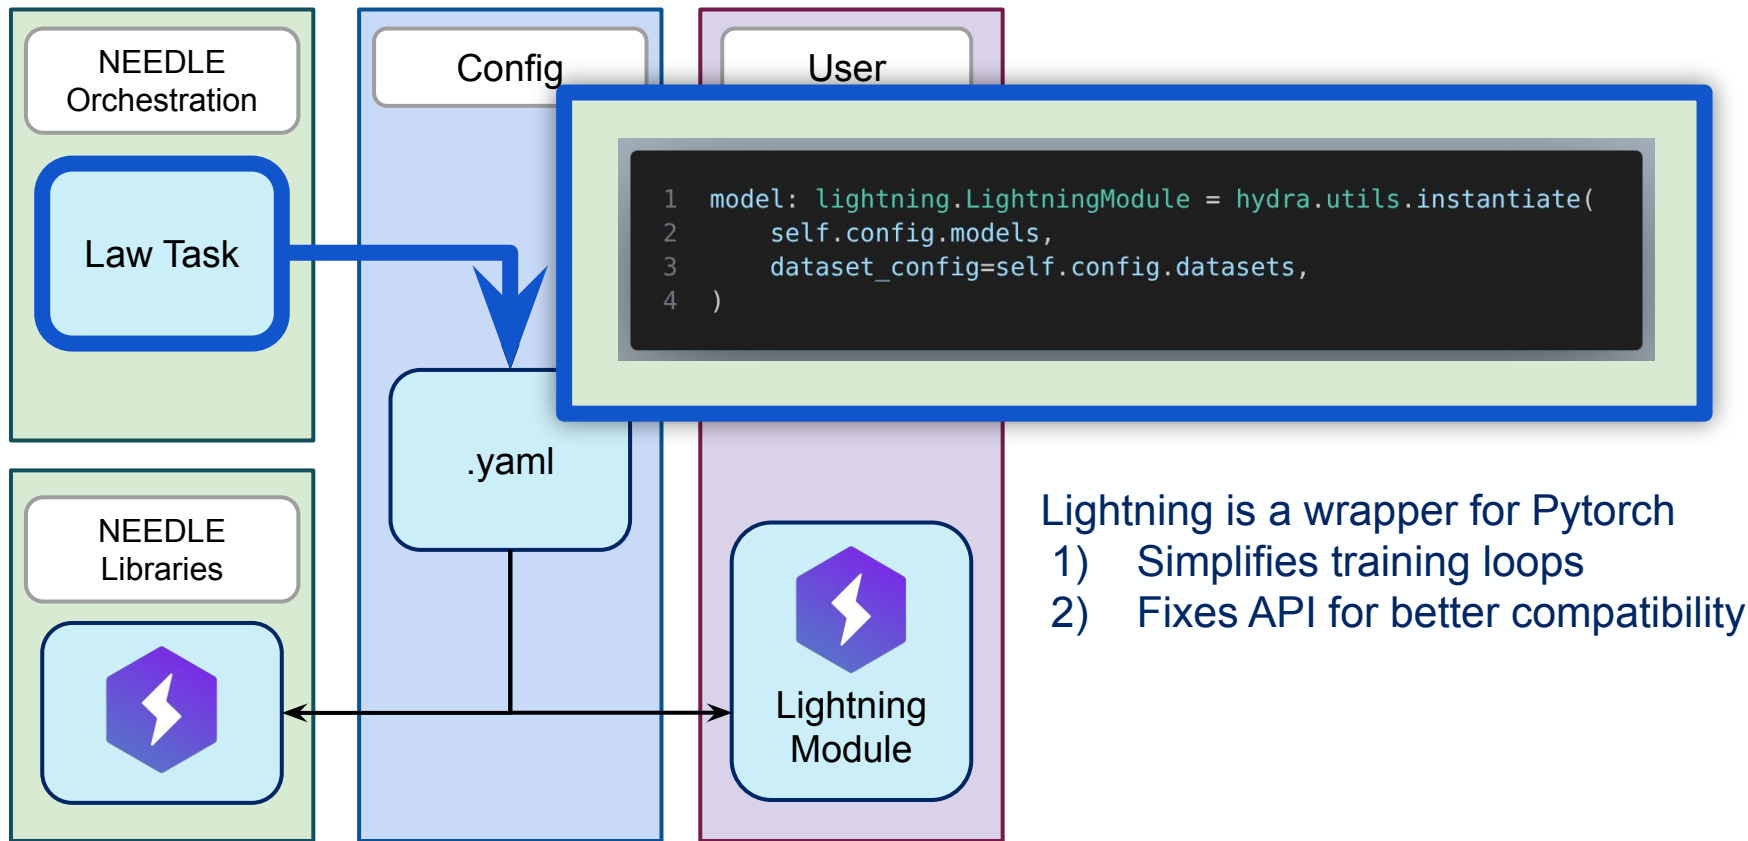 NEEDLE
Orchestration
Config
User
Law Task
1 model: lightning.LightningModule = hydra.utils.instantiate(
2     self.config.models,
3     dataset_config=self.config.datasets,
4 )
.yaml
NEEDLE
Libraries
Lightning
Module
Lightning is a wrapper for Pytorch
1) Simplifies training loops
2) Fixes API for better compatibility